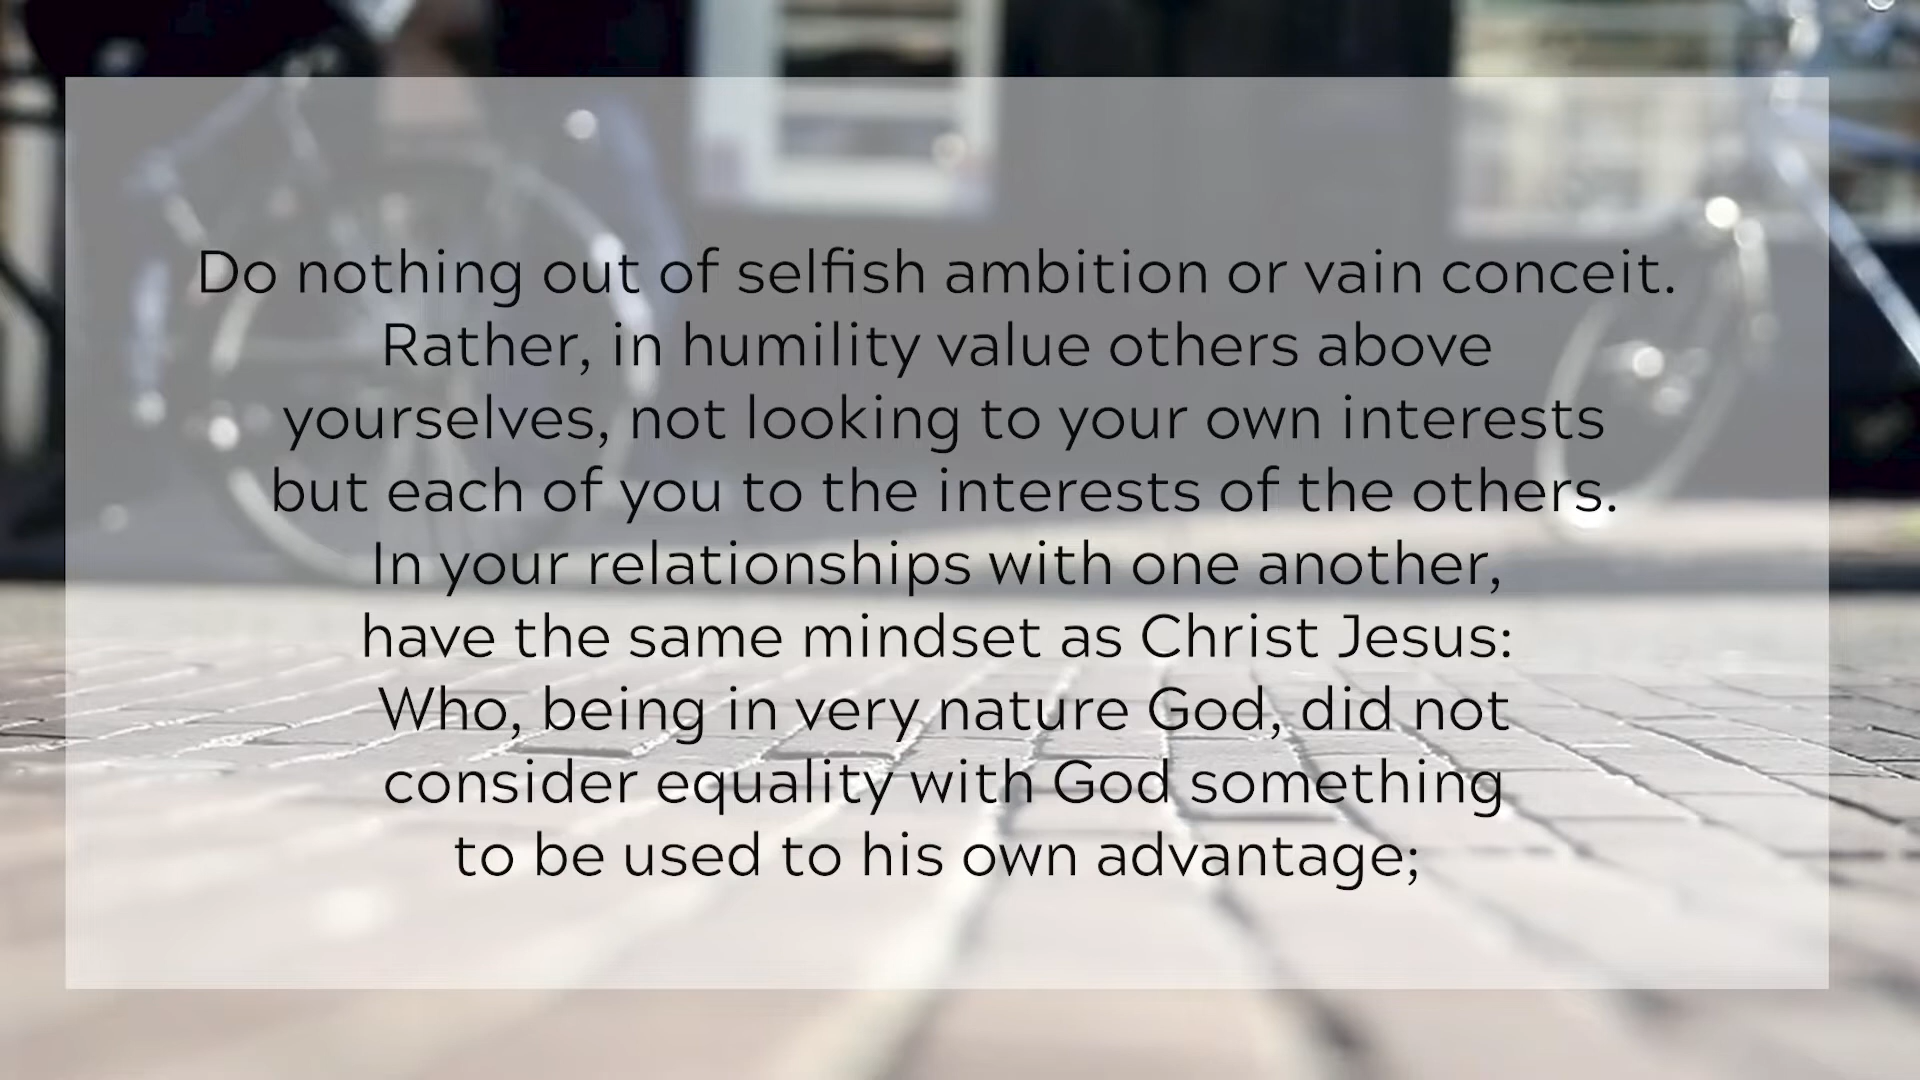 Do nothing out of selfish ambition or vain conceit.
Rather, in humility value others above
yourselves, not looking to your own interests
but each of you to the interests of the others.
In your relationships with one another,
have the same mindset as Christ Jesus:
Who, being in very nature God, did not
consider equality with God something
to be used to his own advantage;